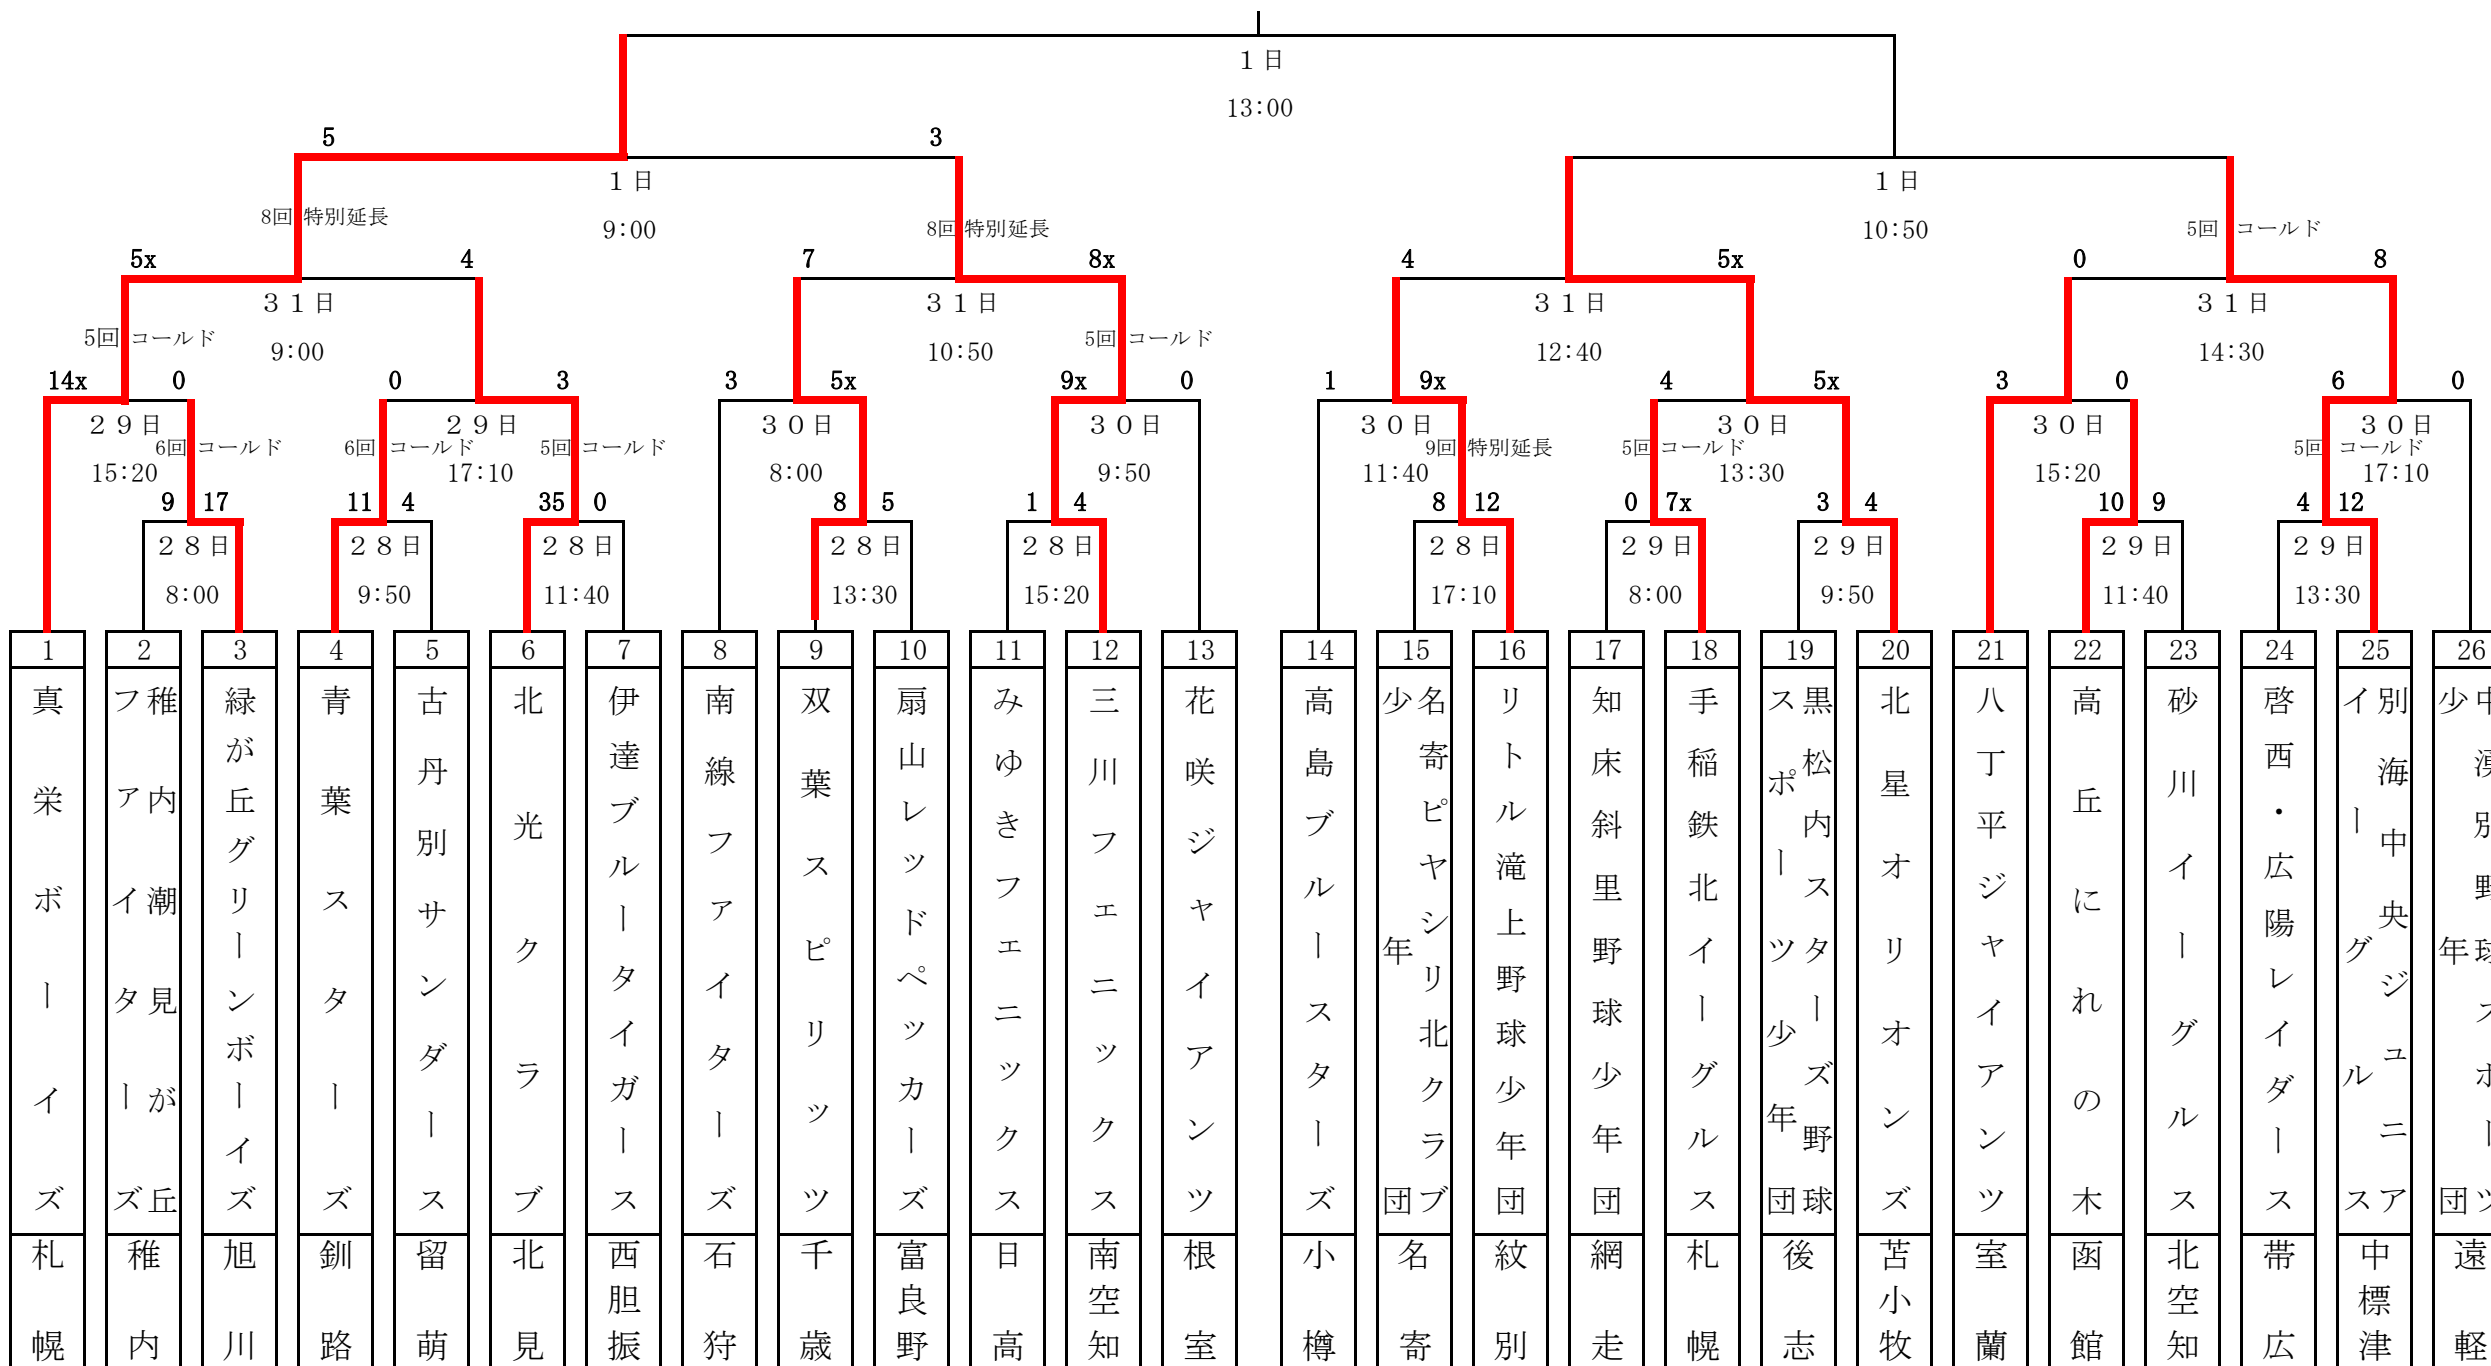 １日
13:00
5
3
１日
9:00
１日
10:50
8回 特別延長
8回 特別延長
5回 コールド
5x
4
7
8x
4
5x
0
8
３１日
9:00
３１日
10:50
３１日
12:40
３１日
14:30
5回 コールド
5回 コールド
14x
0
0
3
3
5x
9x
0
1
9x
4
5x
3
0
6
0
２９日
15:20
２９日
17:10
３０日
8:00
３０日
9:50
３０日
11:40
３０日
13:30
３０日
15:20
３０日
17:10
6回 コールド
6回 コールド
5回 コールド
9回 特別延長
5回 コールド
5回 コールド
9
17
11
4
35
0
8
5
1
4
8
12
0
7x
3
4
10
9
4
12
２８日
8:00
２８日
9:50
２８日
11:40
２８日
13:30
２８日
15:20
２８日
17:10
２９日
8:00
２９日
9:50
２９日
11:40
２９日
13:30
1
真栄ボーイズ
札幌
2
稚内潮見が丘
ファイターズ
稚内
3
緑が丘グリーンボーイズ
旭川
4
青葉スターズ
釧路
5
古丹別サンダース
留萌
6
北光クラブ
北見
7
伊達ブルータイガース
西胆振
8
南線ファイターズ
石狩
9
双葉スピリッツ
千歳
10
扇山レッドペッカーズ
富良野
11
みゆきフェニックス
日高
12
三川フェニックス
南空知
13
花咲ジャイアンツ
根室
14
高島ブルースターズ
小樽
15
名寄ピヤシリ北クラブ
少年団
名寄
16
リトル滝上野球少年団
紋別
17
知床斜里野球少年団
網走
18
手稲鉄北イーグルス
札幌
19
黒松内スターズ野球
スポーツ少年団
後志
20
北星オリオンズ
苫小牧
21
八丁平ジャイアンツ
室蘭
22
高丘にれの木
函館
23
砂川イーグルス
北空知
24
啓西・広陽レイダース
帯広
25
別海中央ジュニア
イーグルス
中標津
26
中湧別野球スポーツ
少年団
遠軽